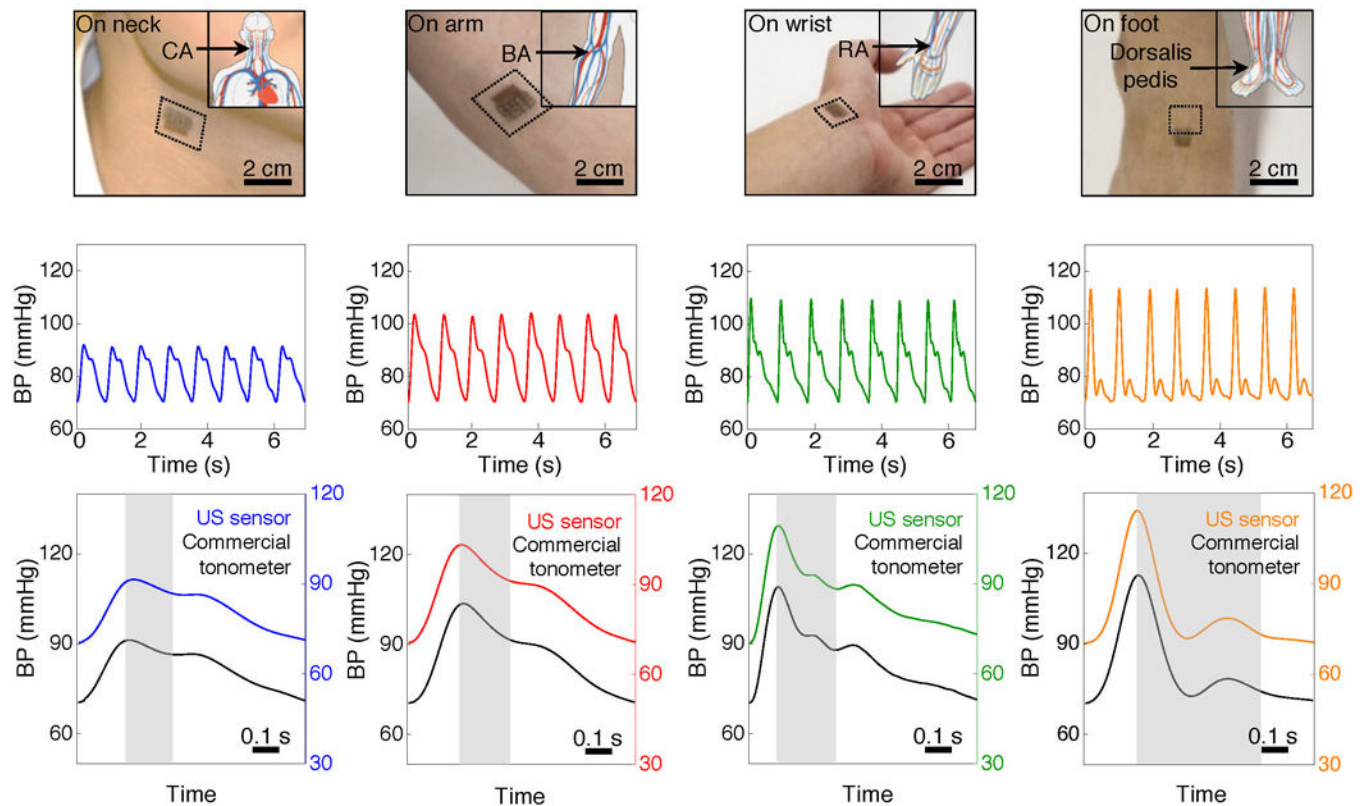 On neck
CA
2 cm
On arm
BA
2 cm
On wrist
RA
2 cm
On foot
Dorsalis
pedis
2 cm
BP (mmHg)
120
100
80
60
0 2 4 6
Time (s)
BP (mmHg)
120
100
80
60
0 2 4 6
Time (s)
BP (mmHg)
120
100
80
60
0 2 4 6
Time (s)
BP (mmHg)
120
100
80
60
0 2 4 6
Time (s)
BP (mmHg)
120
90
60
US sensor
Commercial
tonometer
0.1 s
120
90
60
30
Time
BP (mmHg)
120
90
60
US sensor
Commercial
tonometer
0.1 s
120
90
60
30
Time
BP (mmHg)
120
90
60
US sensor
Commercial
tonometer
0.1 s
120
90
60
30
Time
BP (mmHg)
120
90
60
US sensor
Commercial
tonometer
0.1 s
120
90
60
30
Time